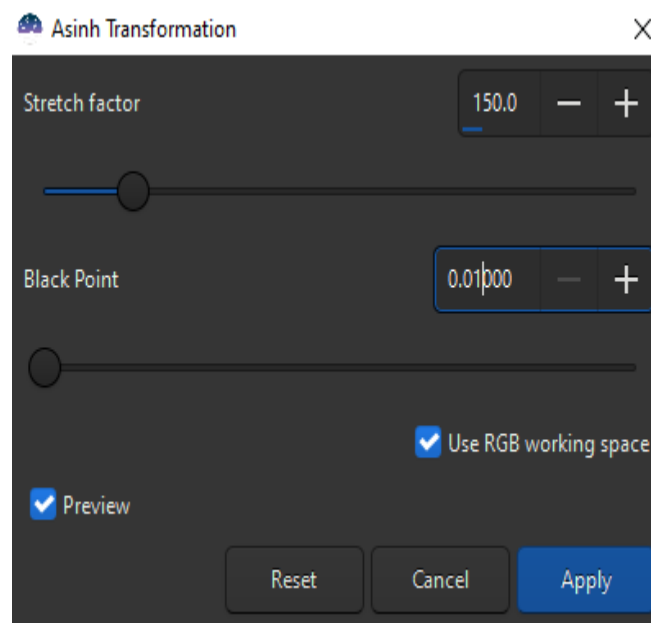 Asinh Transformation
Stretch factor 150.0
Black Point 0.01000
Use RGB working space
Preview
Reset Cancel Apply